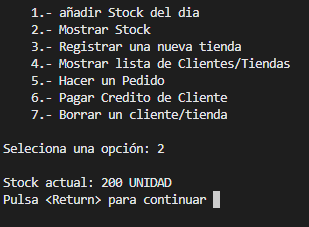 1.- añadir Stock del dia
2.- Mostrar Stock
3.- Registrar una nueva tienda
4.- Mostrar lista de Clientes/Tiendas
5.- Hacer un Pedido
6.- Pagar Credito de Cliente
7.- Borrar un cliente/tienda
Selecciona una opción: 2
Stock actual: 200 UNIDAD
Pulsa <Return> para continuar